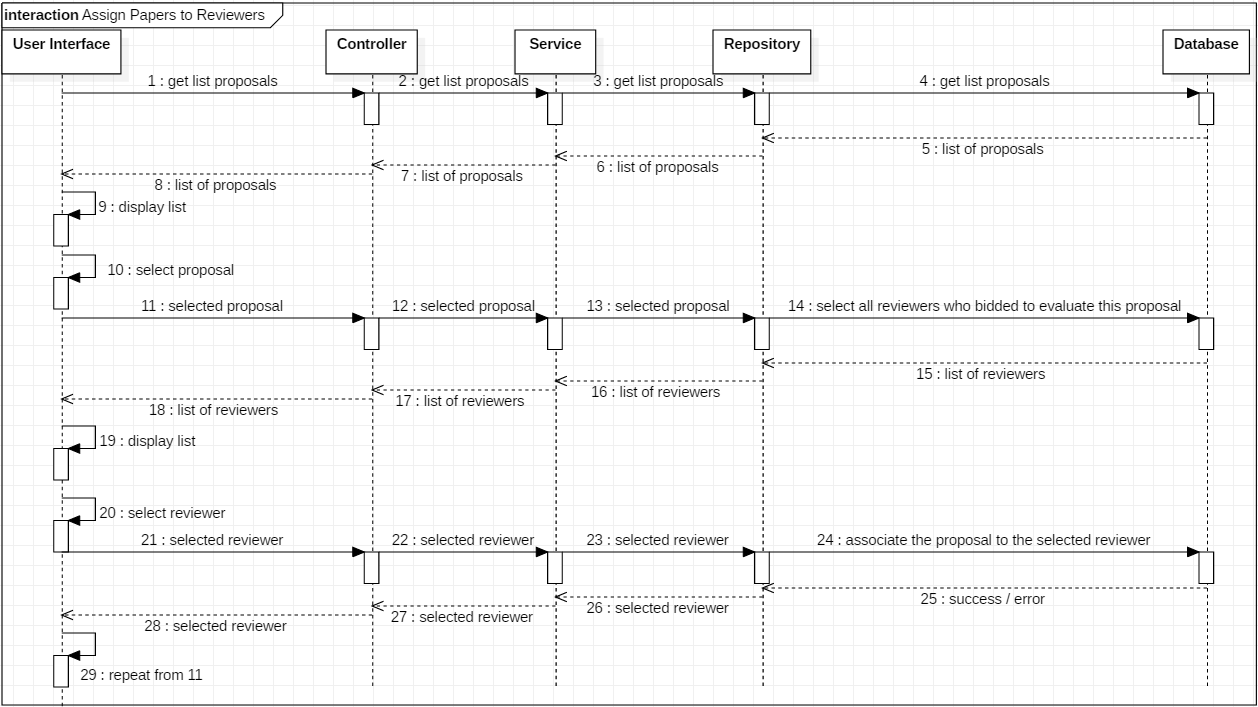 interaction Assign Papers to Reviewers
User Interface
Controller
Service
Repository
Database
1 : get list proposals
2 : get list proposals
3 : get list proposals
4 : get list proposals
5 : list of proposals
6 : list of proposals
7 : list of proposals
8 : list of proposals
9 : display list
10 : select proposal
11 : selected proposal
12 : selected proposal
13 : selected proposal
14 : select all reviewers who bidded to evaluate this proposal
15 : list of reviewers
16 : list of reviewers
17 : list of reviewers
18 : list of reviewers
19 : display list
20 : select reviewer
21 : selected reviewer
22 : selected reviewer
23 : selected reviewer
24 : associate the proposal to the selected reviewer
25 : success / error
26 : selected reviewer
27 : selected reviewer
28 : selected reviewer
29 : repeat from 11